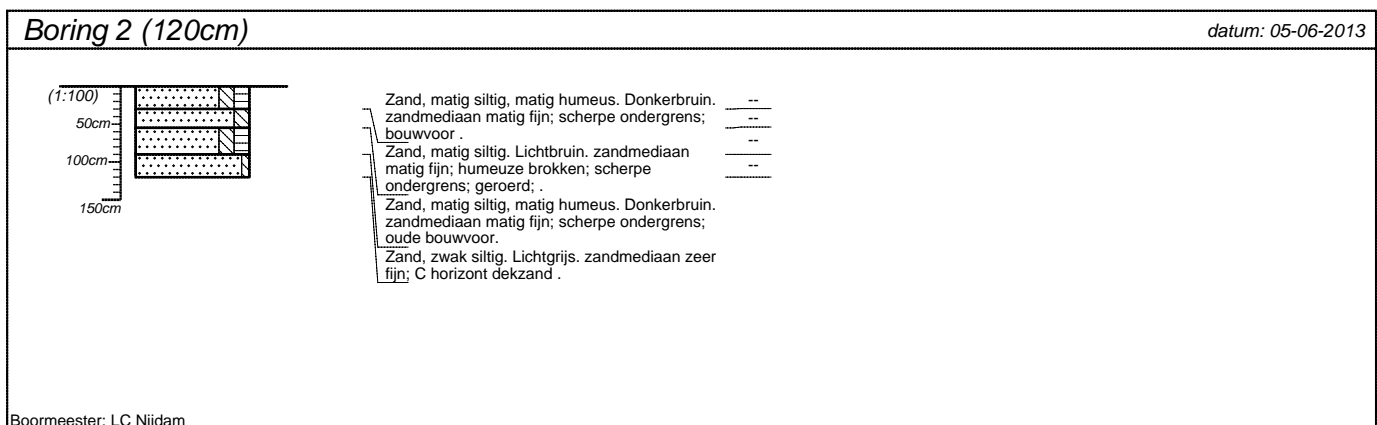 Boring 2 (120cm)
datum: 05-06-2013
(1:100)
50cm
100cm
150cm
Zand, matig siltig, matig humeus. Donkerbruin.
zandmediaan matig fijn; scherpe ondergrens;
bouwvoor .
Zand, matig siltig. Lichtbruin. zandmediaan
matig fijn; humeuze brokken; scherpe
ondergrens; geroerd; .
Zand, matig siltig, matig humeus. Donkerbruin.
zandmediaan matig fijn; scherpe ondergrens;
oude bouwvoor.
Zand, zwak siltig. Lichtgrijs. zandmediaan zeer
fijn; C horizont dekzand .
--
--
--
--
Boormeester: LC Nijdam